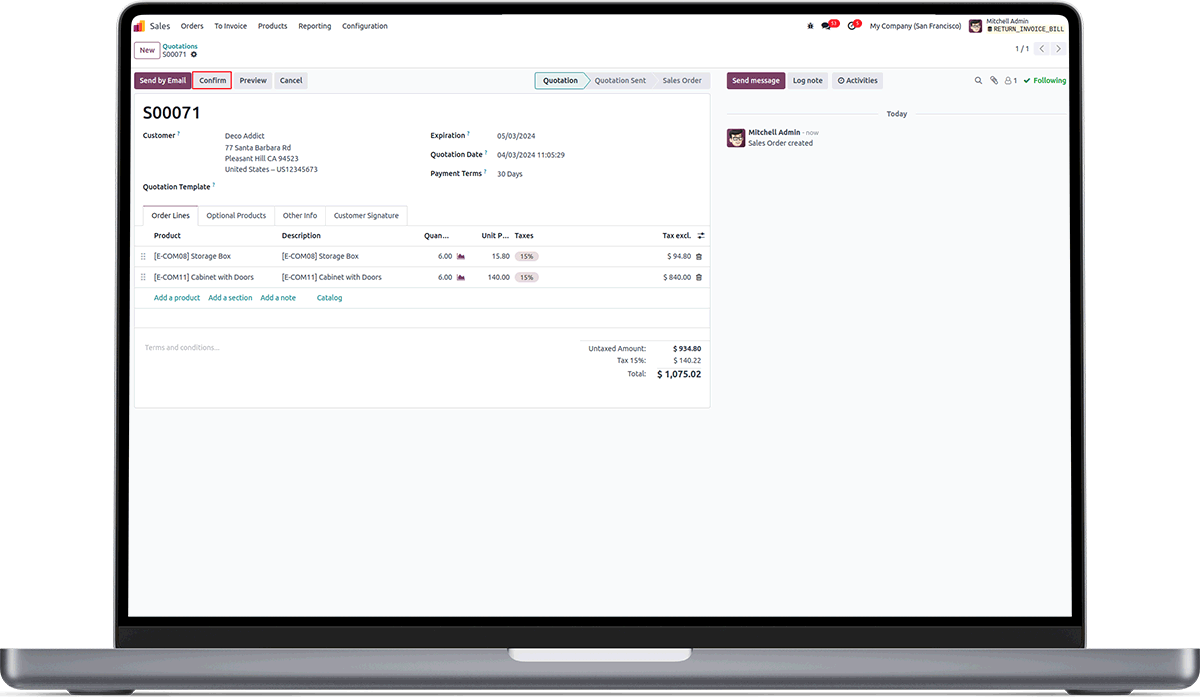 Sales Orders To Invoice Products Reporting Configuration 53 5 My Company (San Francisco) Mitchell Admin
RETURN_INVOICE_BILL
New Quotations
S00071 1 / 1
Send by Email Confirm Preview Cancel Quotation Quotation Sent Sales Order Send message Log note Activities 1 Following
S00071
Today
Customer ? Deco Addict
77 Santa Barbara Rd
Pleasant Hill CA 94523
United States – US12345673
Expiration ? 05/03/2024
Quotation Date ? 04/03/2024 11:05:29
Payment Terms ? 30 Days
Quotation Template ?
Mitchell Admin - now
Sales Order created
Order Lines Optional Products Other Info Customer Signature
Product Description Quan... Unit P... Taxes Tax excl.
[E-COM08] Storage Box [E-COM08] Storage Box 6.00 15.80 15% $ 94.80
[E-COM11] Cabinet with Doors [E-COM11] Cabinet with Doors 6.00 140.00 15% $ 840.00
Add a product Add a section Add a note Catalog
Terms and conditions... Untaxed Amount: $ 934.80
Tax 15%: $ 140.22
Total: $ 1,075.02